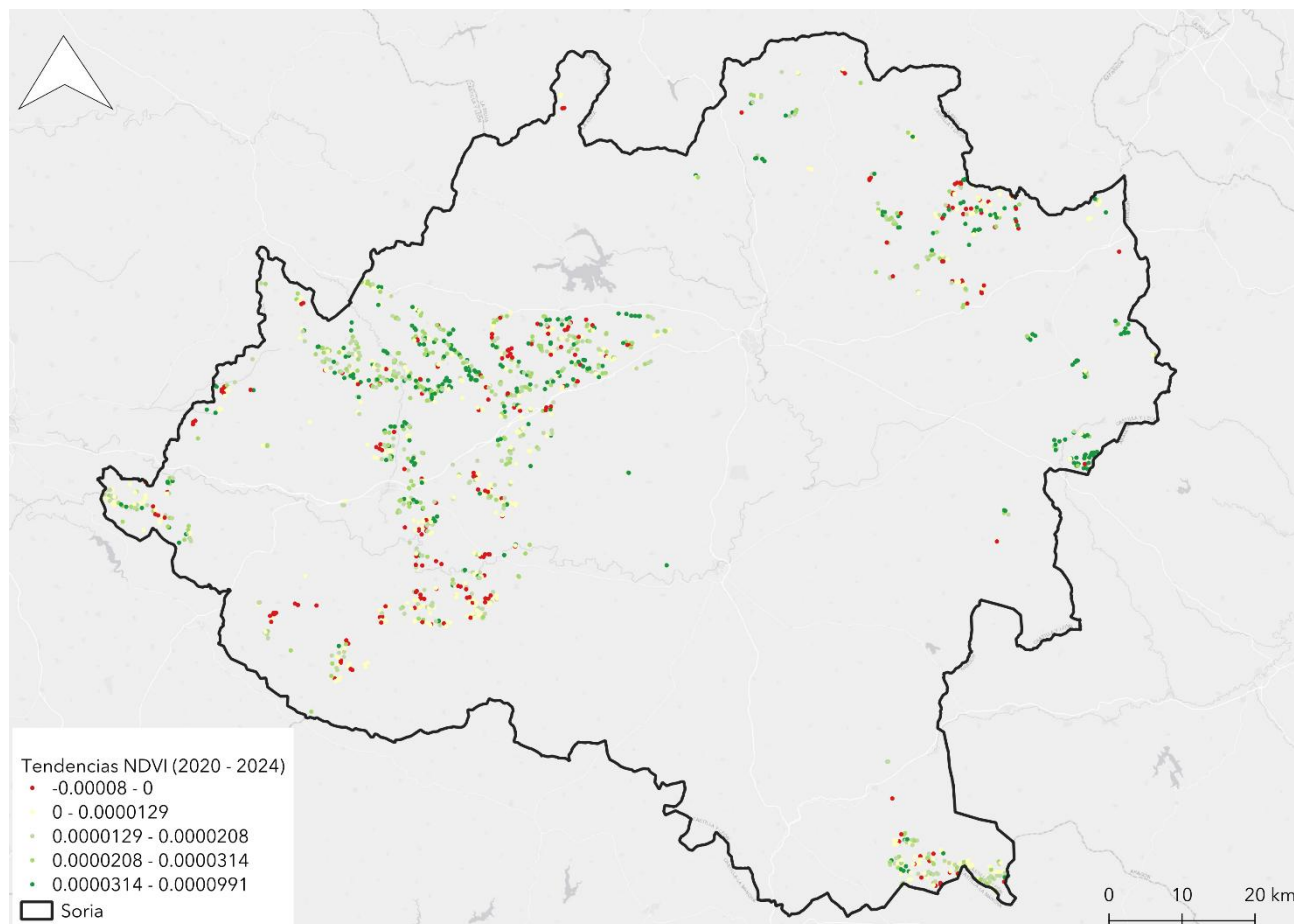 Tendencias NDVI (2020 - 2024)
-0.00008 - 0
0 - 0.0000129
0.0000129 - 0.0000208
0.0000208 - 0.0000314
0.0000314 - 0.0000991
Soria
0 10 20 km